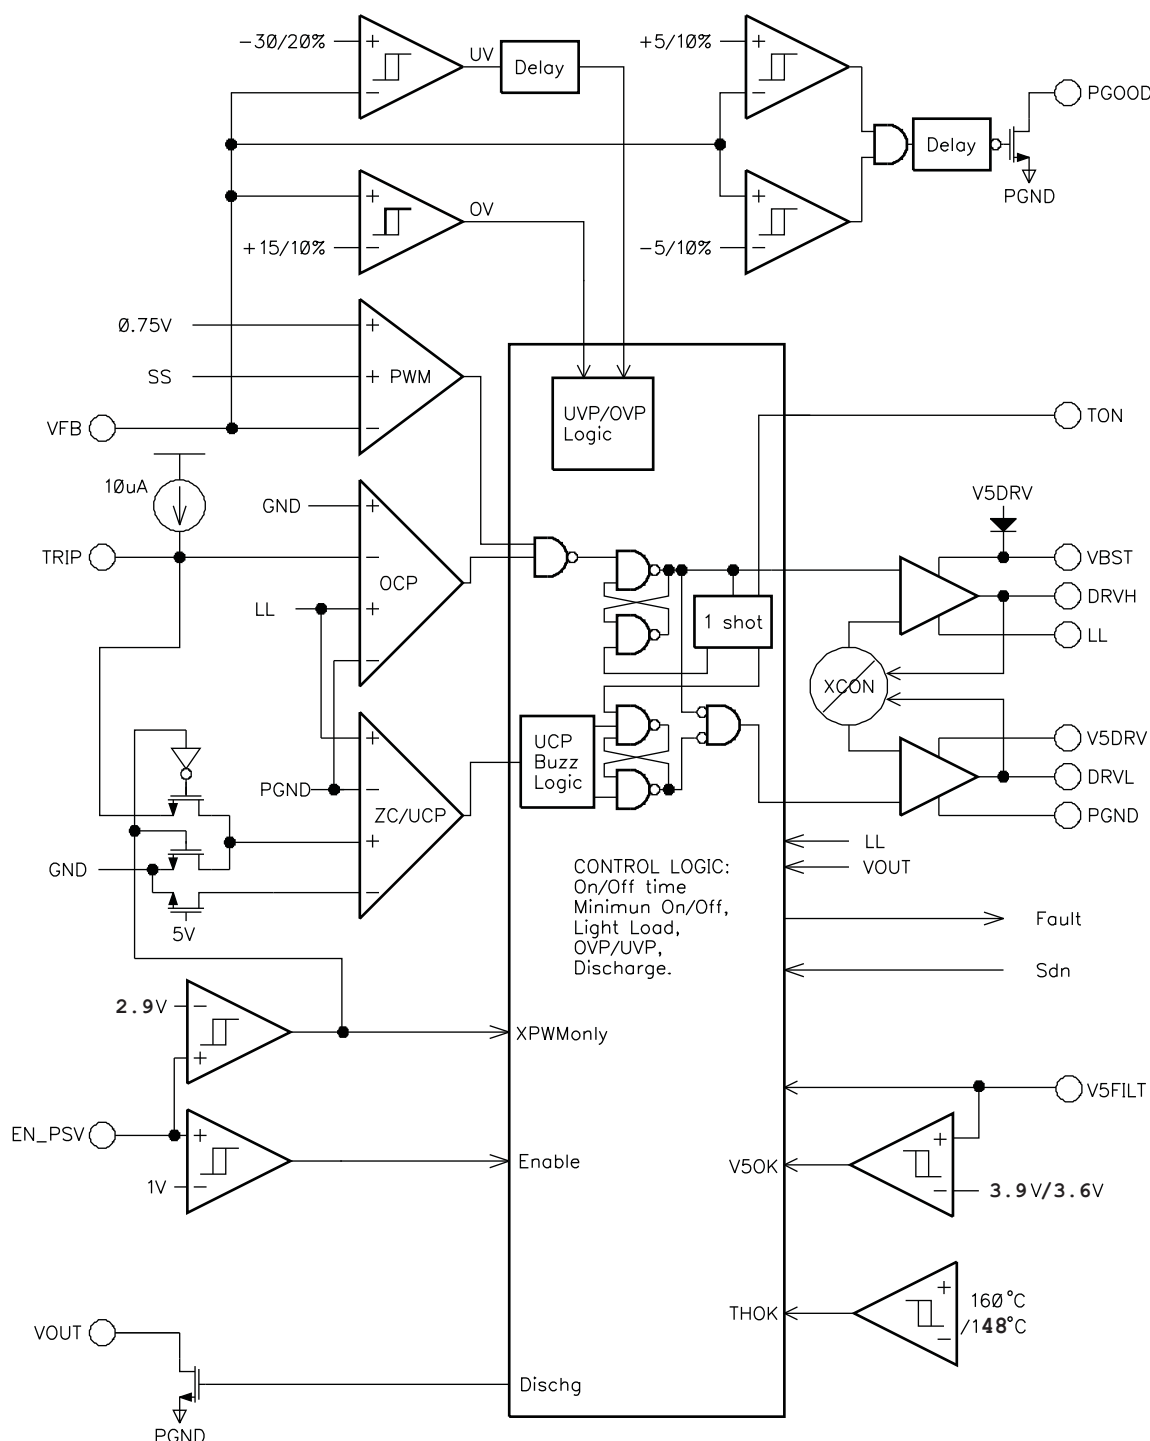 -30/20%
+
-
UV
Delay
+5/10%
+
-
PGOOD
Delay
PGND
+
-
OV
+15/10%
+
-
-5/10%
0.75V
+
SS
+
PWM
VFB
-
UVP/OVP
Logic
TON
10uA
GND
+
V5DRV
TRIP
-
OCP
VBST
LL
+
1 shot
DRVH
LL
-
XCON
+
UCP
Buzz
Logic
V5DRV
PGND
-
DRVL
ZC/UCP
PGND
+
GND
-
5V
LL
VOUT
CONTROL LOGIC:
On/Off time
Minimun On/Off,
Light Load,
OVP/UVP,
Discharge.
Fault
Sdn
2.9V
-
+
XPWMonly
V5FILT
EN_PSV
+
-
1V
Enable
V5OK
+
-
3.9V/3.6V
THOK
+
-
160°C
/148°C
VOUT
Dischg
PGND